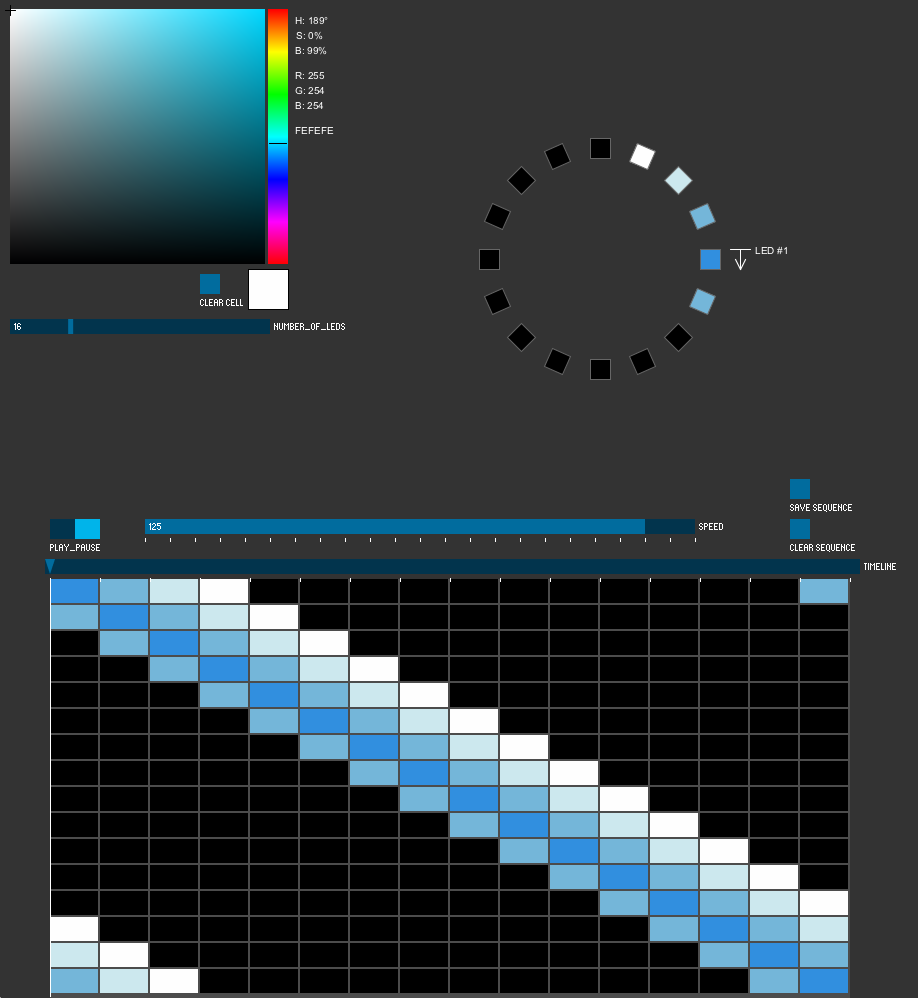 H: 189°
S: 0%
B: 99%
R: 255
G: 254
B: 254
FEFEFE
CLEAR CELL
16
NUMBER_OF_LEDS
LED #1
SAVE SEQUENCE
125
SPEED
PLAY_PAUSE
CLEAR SEQUENCE
TIMELINE